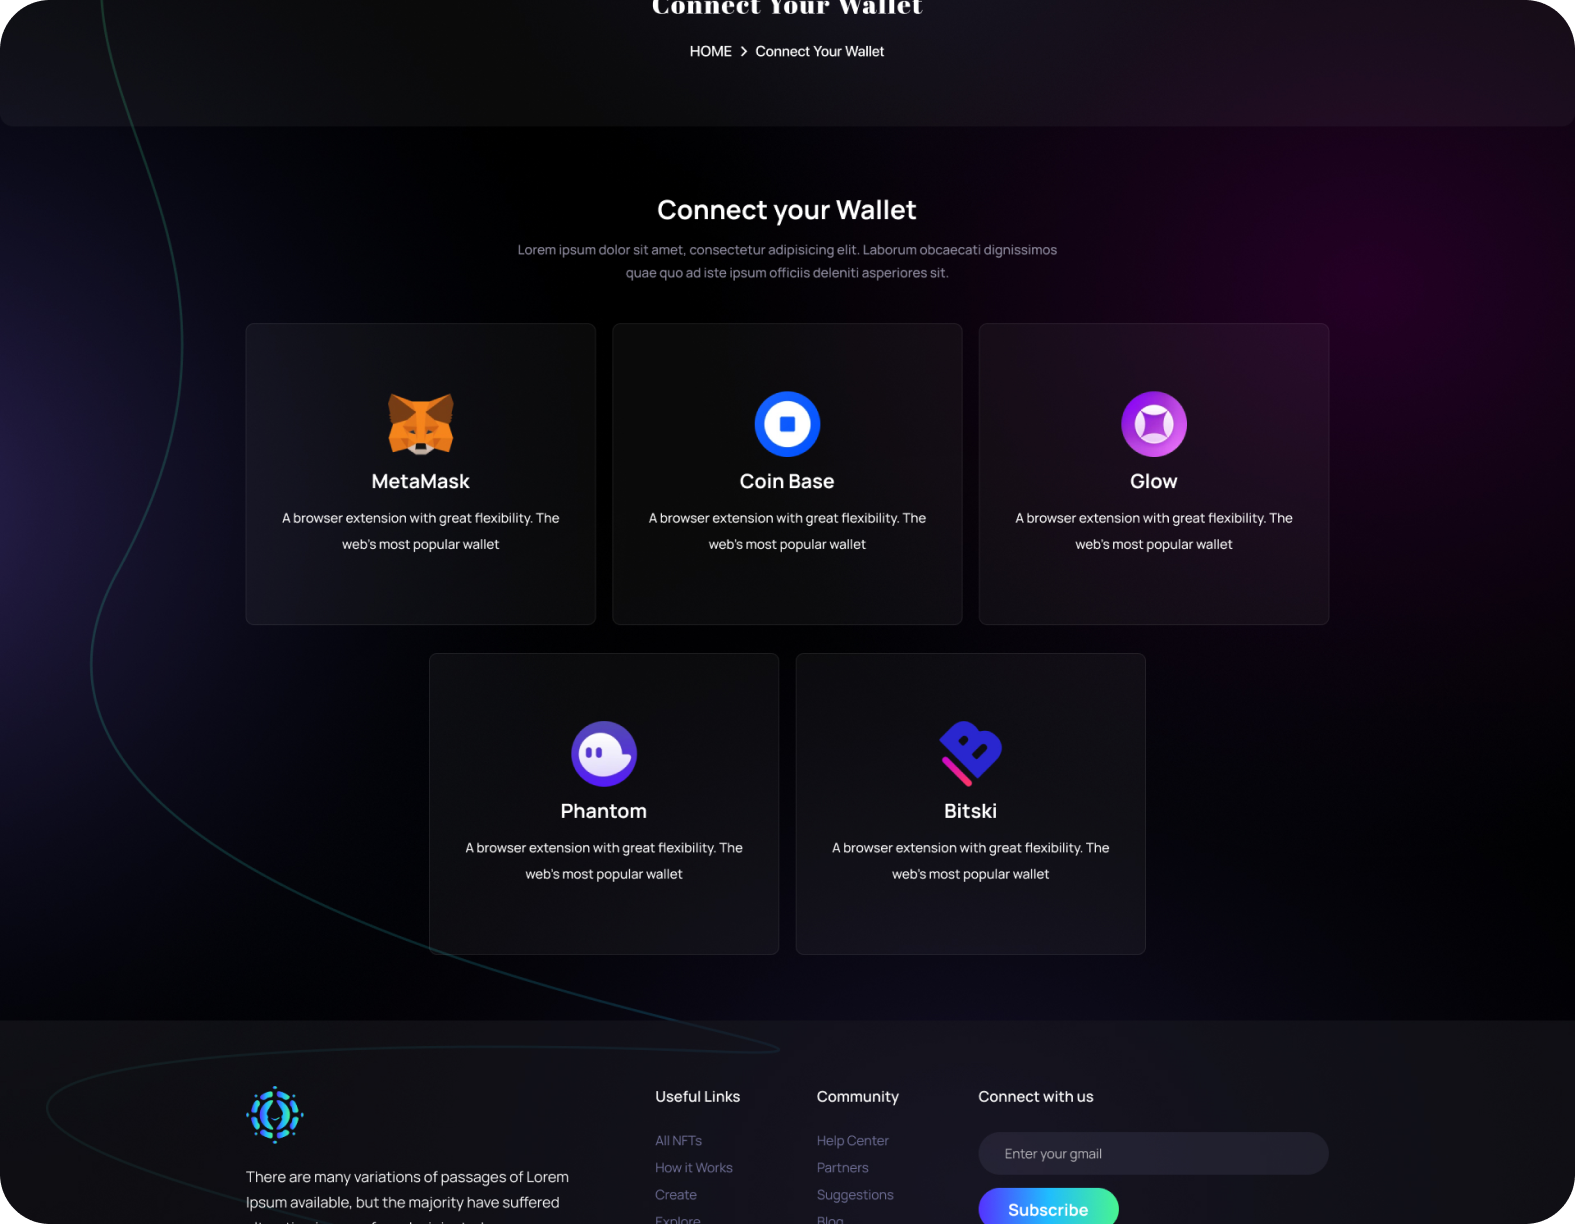 Connect Your Wallet
HOME > Connect Your Wallet
Connect your Wallet
Lorem ipsum dolor sit amet, consectetur adipisicing elit. Laborum obcaecati dignissimos
quae quo ad iste ipsum officiis deleniti asperiores sit.
MetaMask
A browser extension with great flexibility. The
web's most popular wallet
Coin Base
A browser extension with great flexibility. The
web's most popular wallet
Glow
A browser extension with great flexibility. The
web's most popular wallet
Phantom
A browser extension with great flexibility. The
web's most popular wallet
Bitski
A browser extension with great flexibility. The
web's most popular wallet
There are many variations of passages of Lorem
Ipsum available, but the majority have suffered
Useful Links
All NFTs
How it Works
Create
Explore
Community
Help Center
Partners
Suggestions
Blog
Connect with us
Enter your gmail
Subscribe